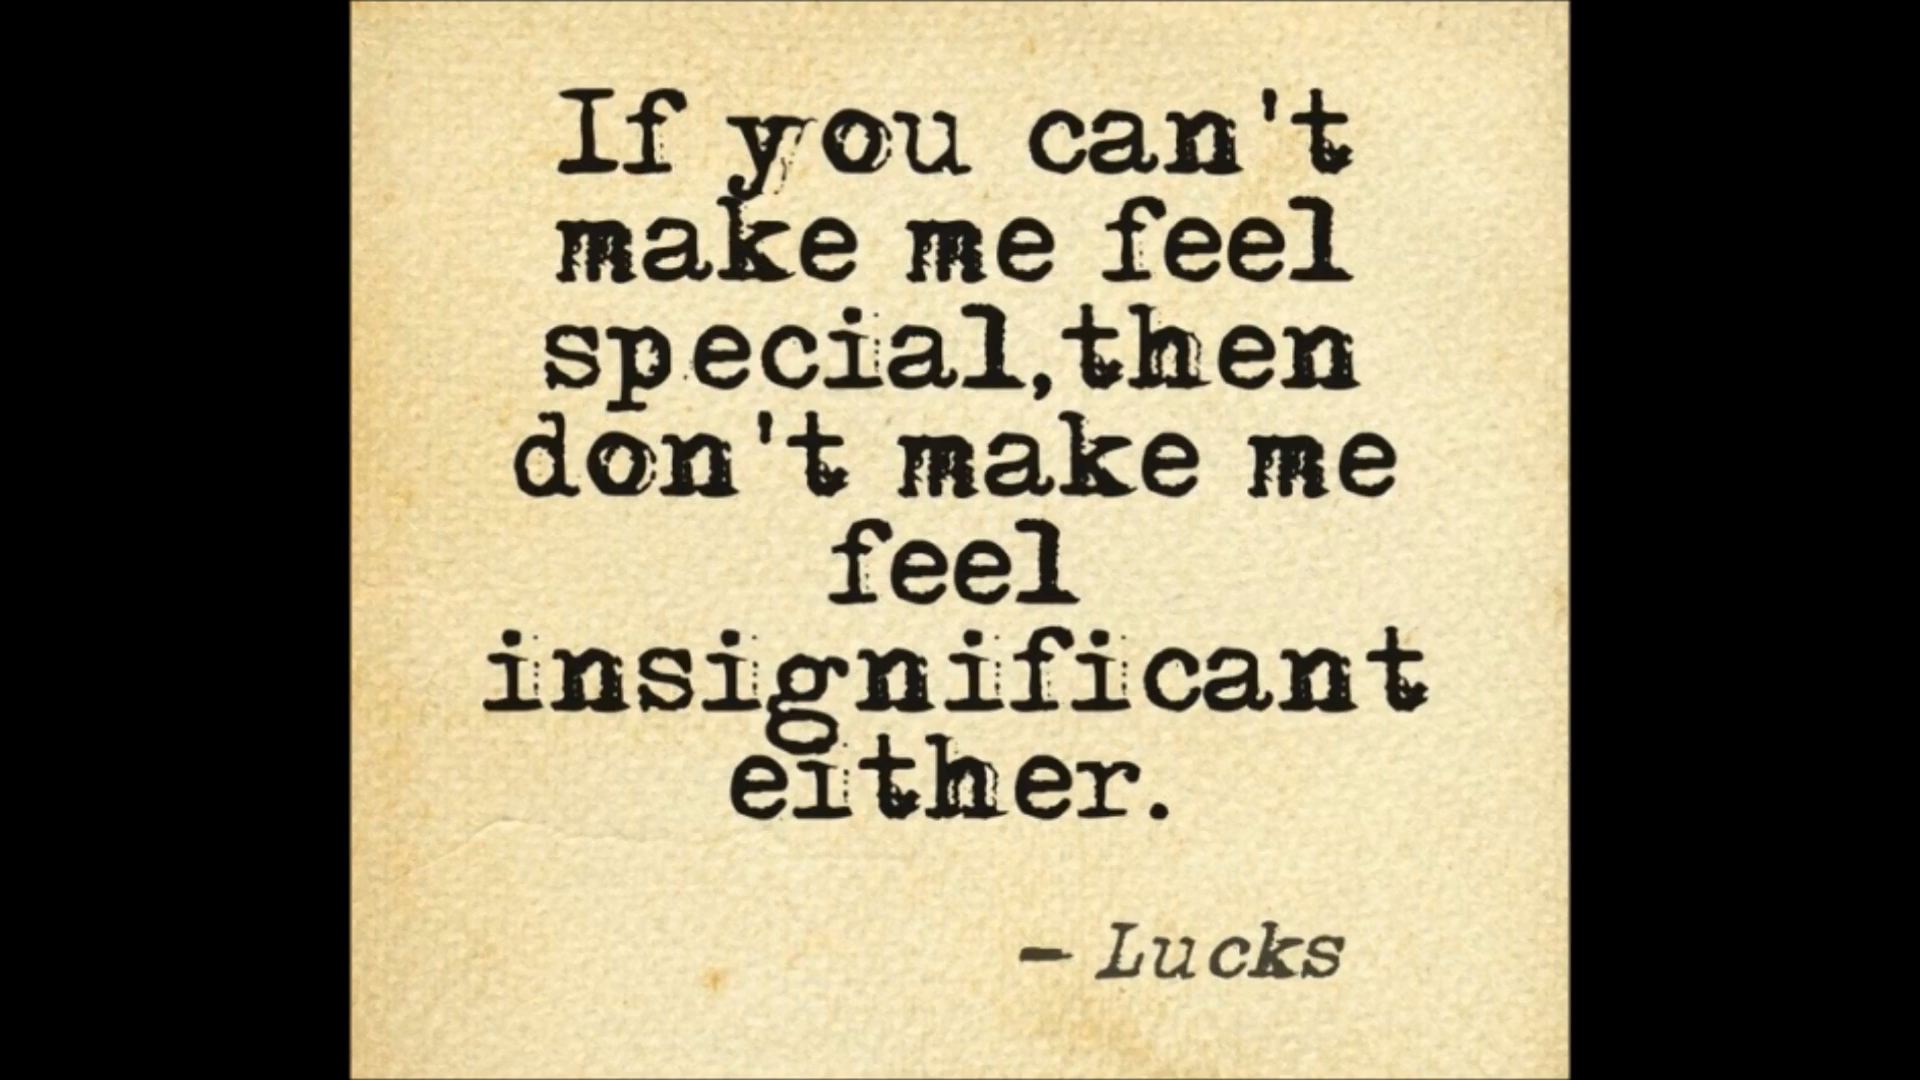 If you can't
make me feel
special,then
don't make me
feel
insignificant
either.
- Lucks